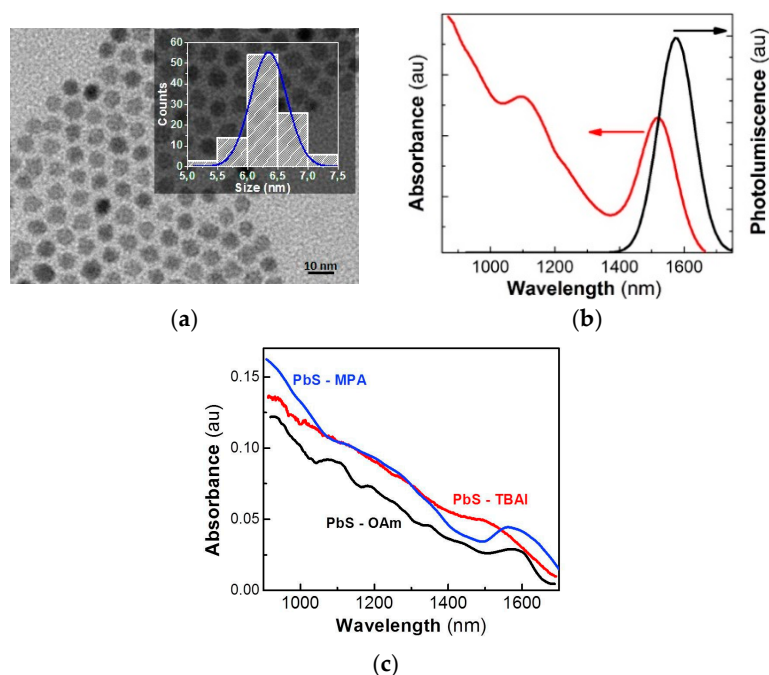 60
50
40
30
20
10
0
Counts
5,0 5,5 6,0 6,5 7,0 7,5
Size (nm)
10 nm
(a)
Absorbance (au)
Photolumiscence (au)
1000 1200 1400 1600
Wavelength (nm)
(b)
0.15
0.10
0.05
0.00
Absorbance (au)
PbS - MPA
PbS - TBAI
PbS - OAm
1000 1200 1400 1600
Wavelength (nm)
(c)